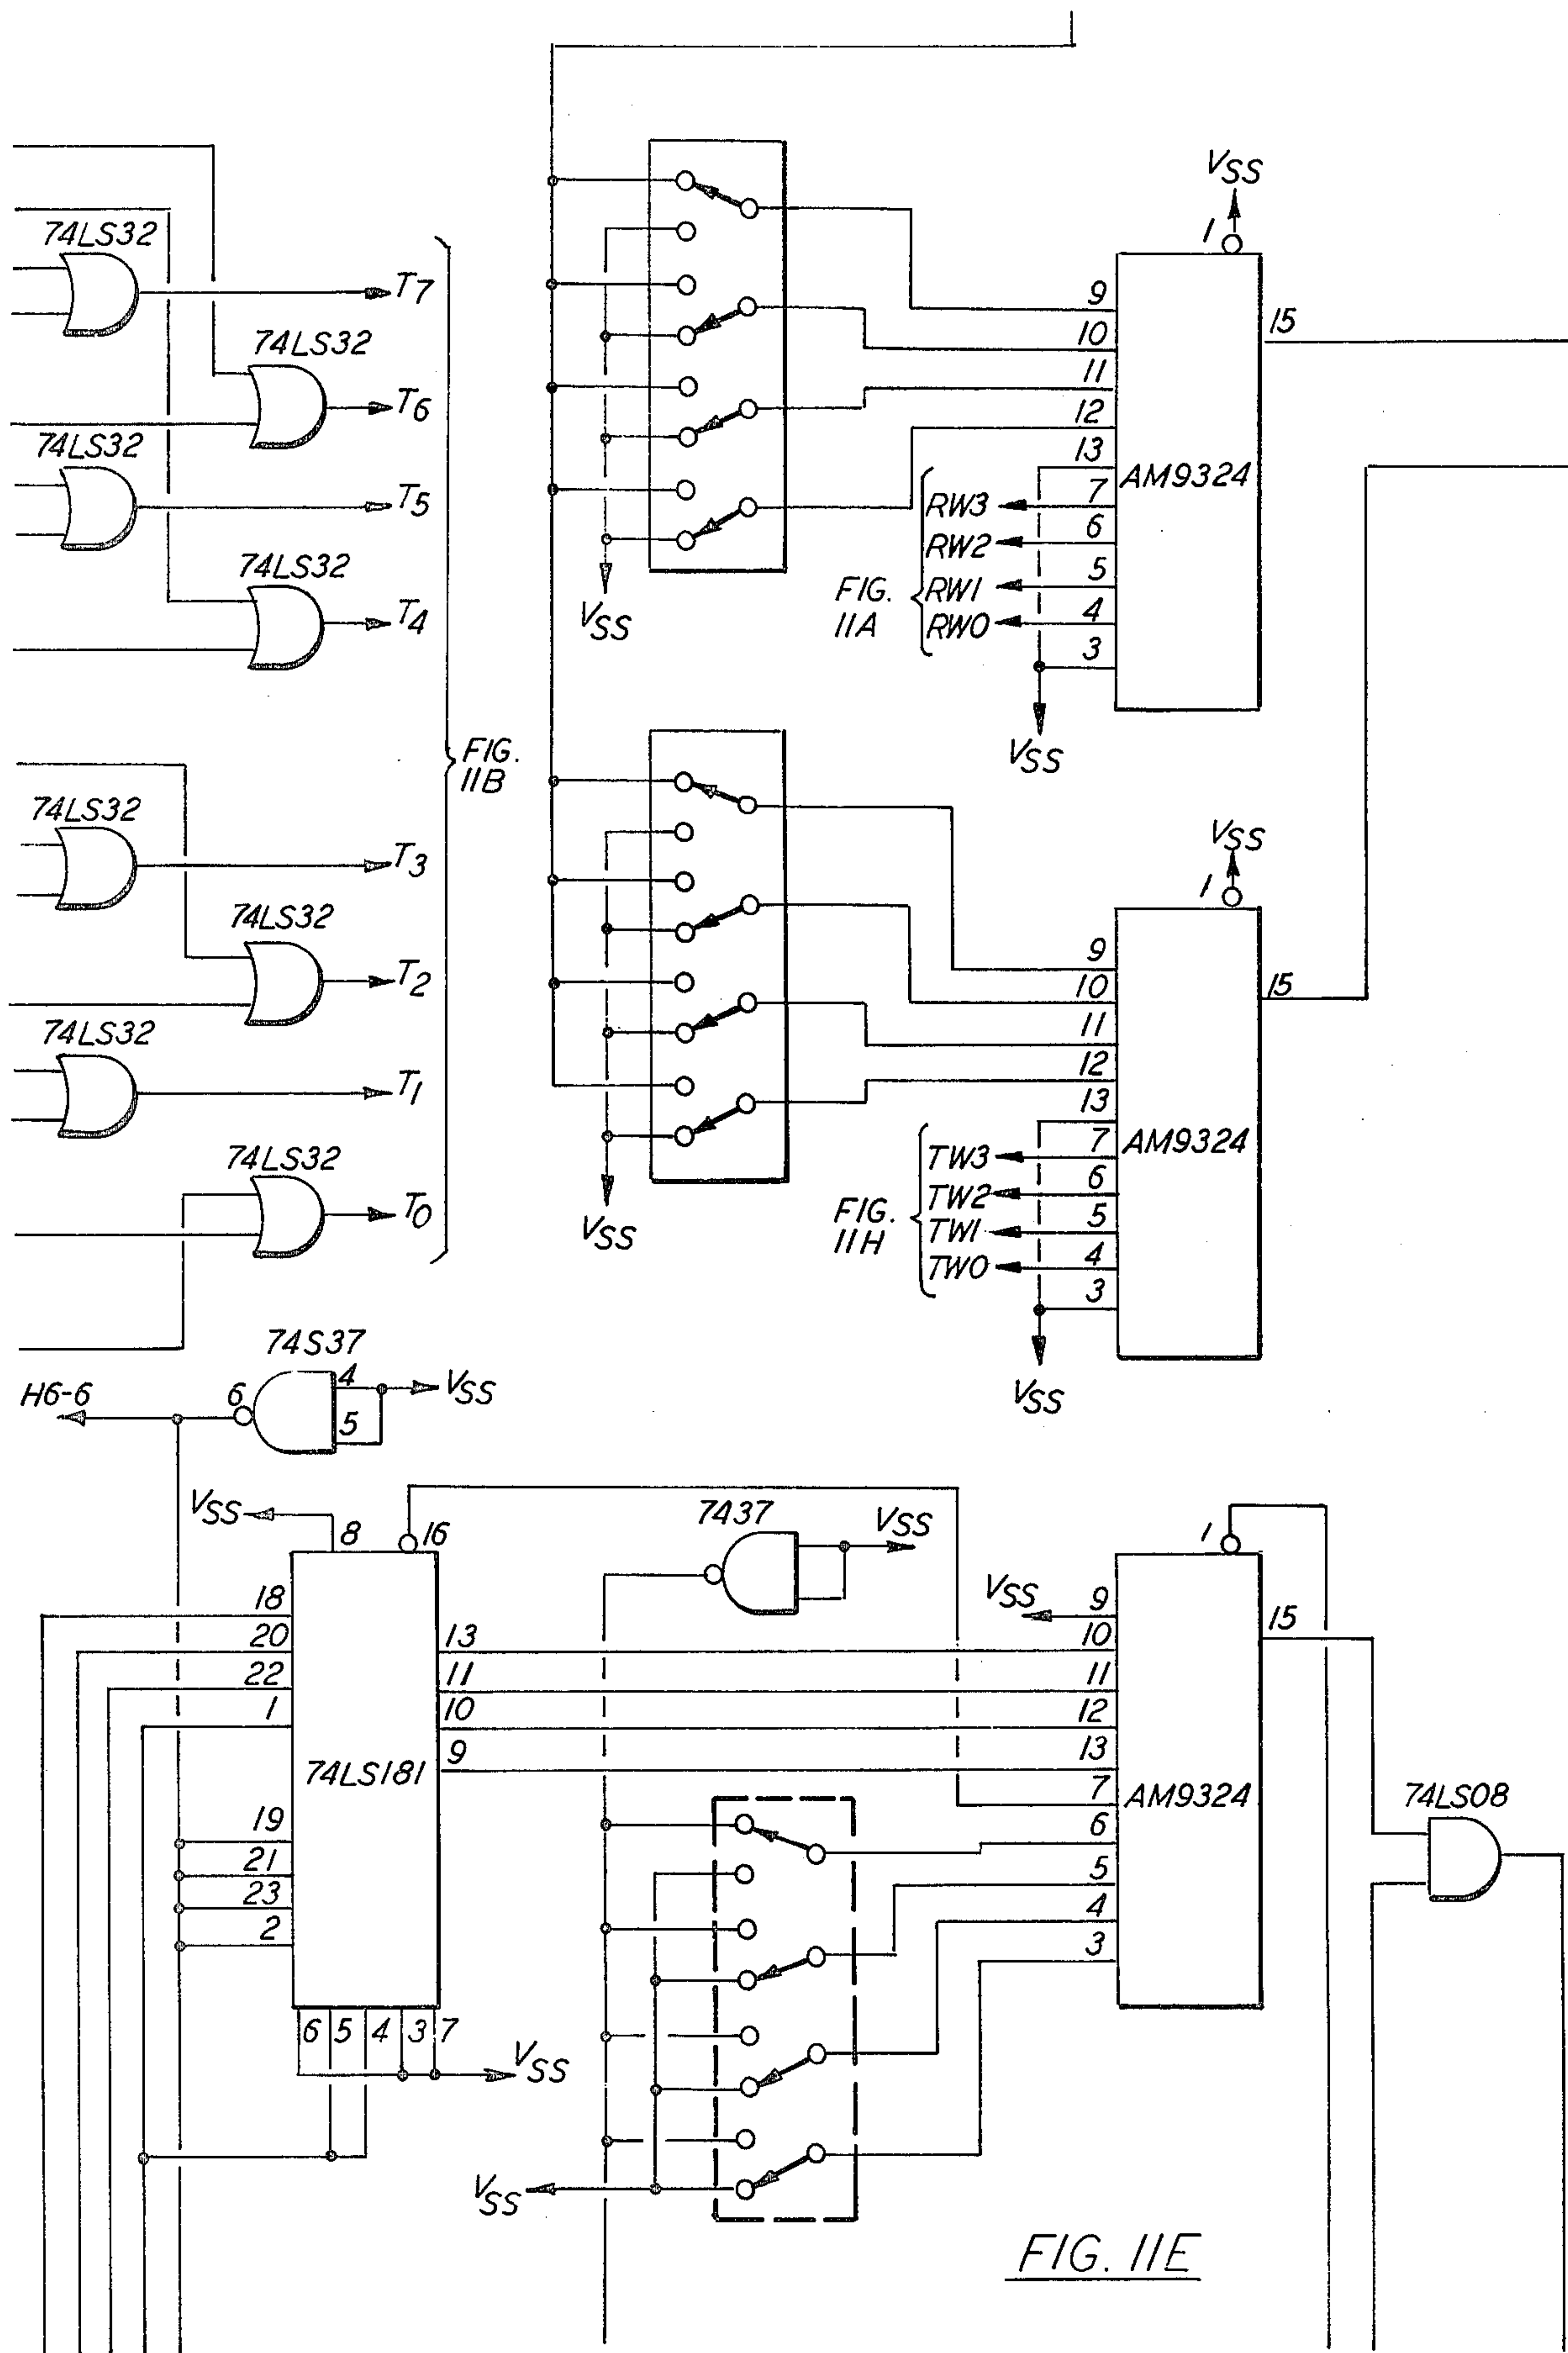 74LS32
T7
74LS32
T6
74LS32
T5
74LS32
T4
74LS32
T3
74LS32
T2
74LS32
T1
74LS32
T0
FIG.
11B
VSS
VSS
1
9
10
11
12
13
7
6
5
4
3
15
AM9324
RW3
RW2
RW1
RW0
FIG.
11A
VSS
VSS
VSS
1
9
10
11
12
13
7
6
5
4
3
15
AM9324
TW3
TW2
TW1
TW0
FIG.
11H
VSS
74S37
H6-6
6
4
5
VSS
VSS
8
16
18
20
22
1
19
21
23
2
13
11
10
9
74LS181
6 5 4 3 7
VSS
7437
VSS
VSS
1
VSS
9
10
11
12
13
7
6
5
4
3
15
AM9324
74LS08
FIG. 11E